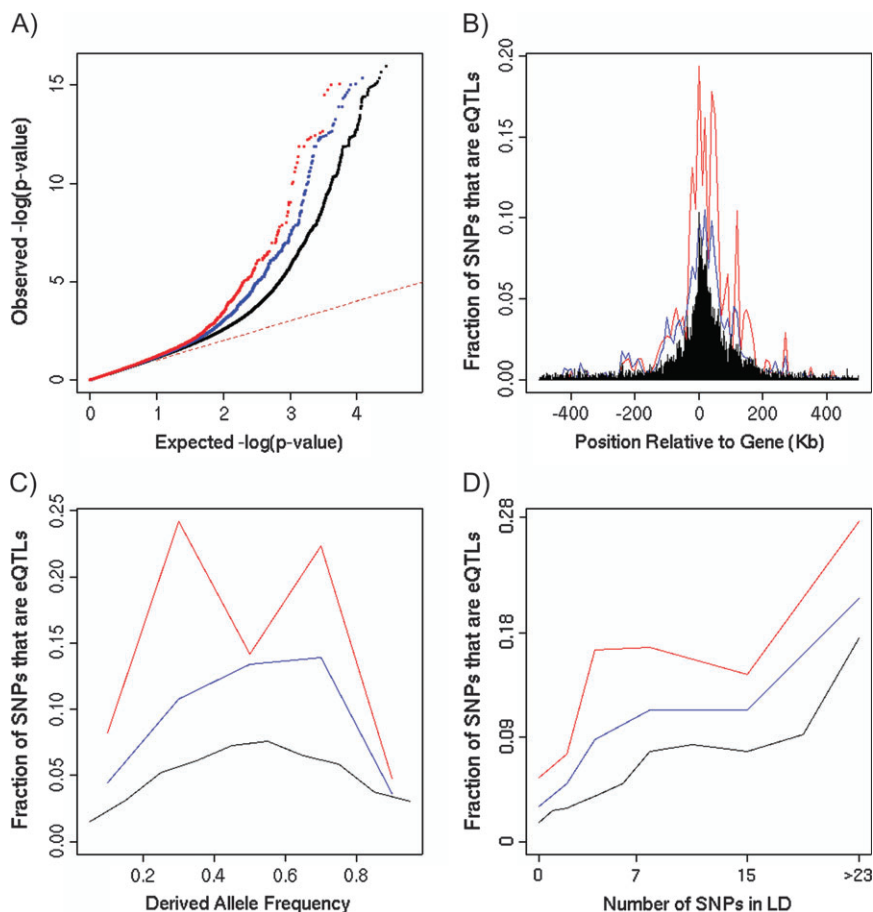 A)
Observed -log(p-value)
15
10
5
0
0 1 2 3 4
Expected -log(p-value)
B)
Fraction of SNPs that are eQTLs
0.20
0.15
0.10
0.05
0.00
-400 -200 0 200 400
Position Relative to Gene (Kb)
C)
Fraction of SNPs that are eQTLs
0.25
0.20
0.15
0.10
0.05
0.00
0.2 0.4 0.6 0.8
Derived Allele Frequency
D)
Fraction of SNPs that are eQTLs
0.28
0.18
0.09
0
0 7 15 >23
Number of SNPs in LD